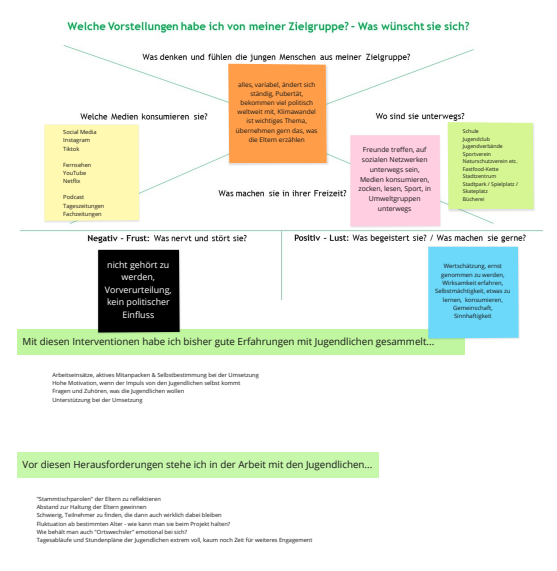 Welche Vorstellungen habe ich von meiner Zielgruppe? - Was wünscht sie sich?
Was denken und fühlen die jungen Menschen aus meiner Zielgruppe?
alles, variabel, ändert sich
ständig, Pubertät,
bekommen viel politisch
weltweit mit, Klimawandel
ist wichtiges Thema,
übernehmen gern das, was
die Eltern erzählen
Welche Medien konsumieren sie?
Social Media
Instagram
Tiktok
Fernsehen
YouTube
Netflix
Podcast
Tageszeitungen
Fachzeitungen
Wo sind sie unterwegs?
Schule
Jugendclub
Jugendverbände
Sportverein
Naturschutzverein etc.
Fastfood-Kette
Stadtzentrum
Stadtpark / Spielplatz /
Skateplatz
Bücherei
Was machen sie in ihrer Freizeit?
Freunde treffen, auf
sozialen Netzwerken
unterwegs sein,
Medien konsumieren,
zocken, lesen, Sport, in
Umweltgruppen
unterwegs
Negativ - Frust: Was nervt und stört sie?
nicht gehört zu
werden,
Vorverurteilung,
kein politischer
Einfluss
Positiv - Lust: Was begeistert sie? / Was machen sie gerne?
Wertschätzung, ernst
genommen zu werden,
Wirksamkeit erfahren,
Selbstmächtigkeit, etwas zu
lernen, konsumieren,
Gemeinschaft,
Sinnhaftigkeit
Mit diesen Interventionen habe ich bisher gute Erfahrungen mit Jugendlichen gesammelt...
Arbeitseinsätze, aktives Mitanpacken & Selbstbestimmung bei der Umsetzung
Hohe Motivation, wenn der Impuls von den Jugendlichen selbst kommt
Fragen und Zuhören, was die Jugendlichen wollen
Unterstützung bei der Umsetzung
Vor diesen Herausforderungen stehe ich in der Arbeit mit den Jugendlichen...
"Stammtischparolen" der Eltern zu reflektieren
Abstand zur Haltung der Eltern gewinnen
Schwierig, Teilnehmer zu finden, die dann auch wirklich dabei bleiben
Fluktuation ab bestimmten Alter - wie kann man sie beim Projekt halten?
Wie behält man auch "Ortswechsler" emotional bei sich?
Tagesabläufe und Stundenpläne der Jugendlichen extrem voll, kaum noch Zeit für weiteres Engagement